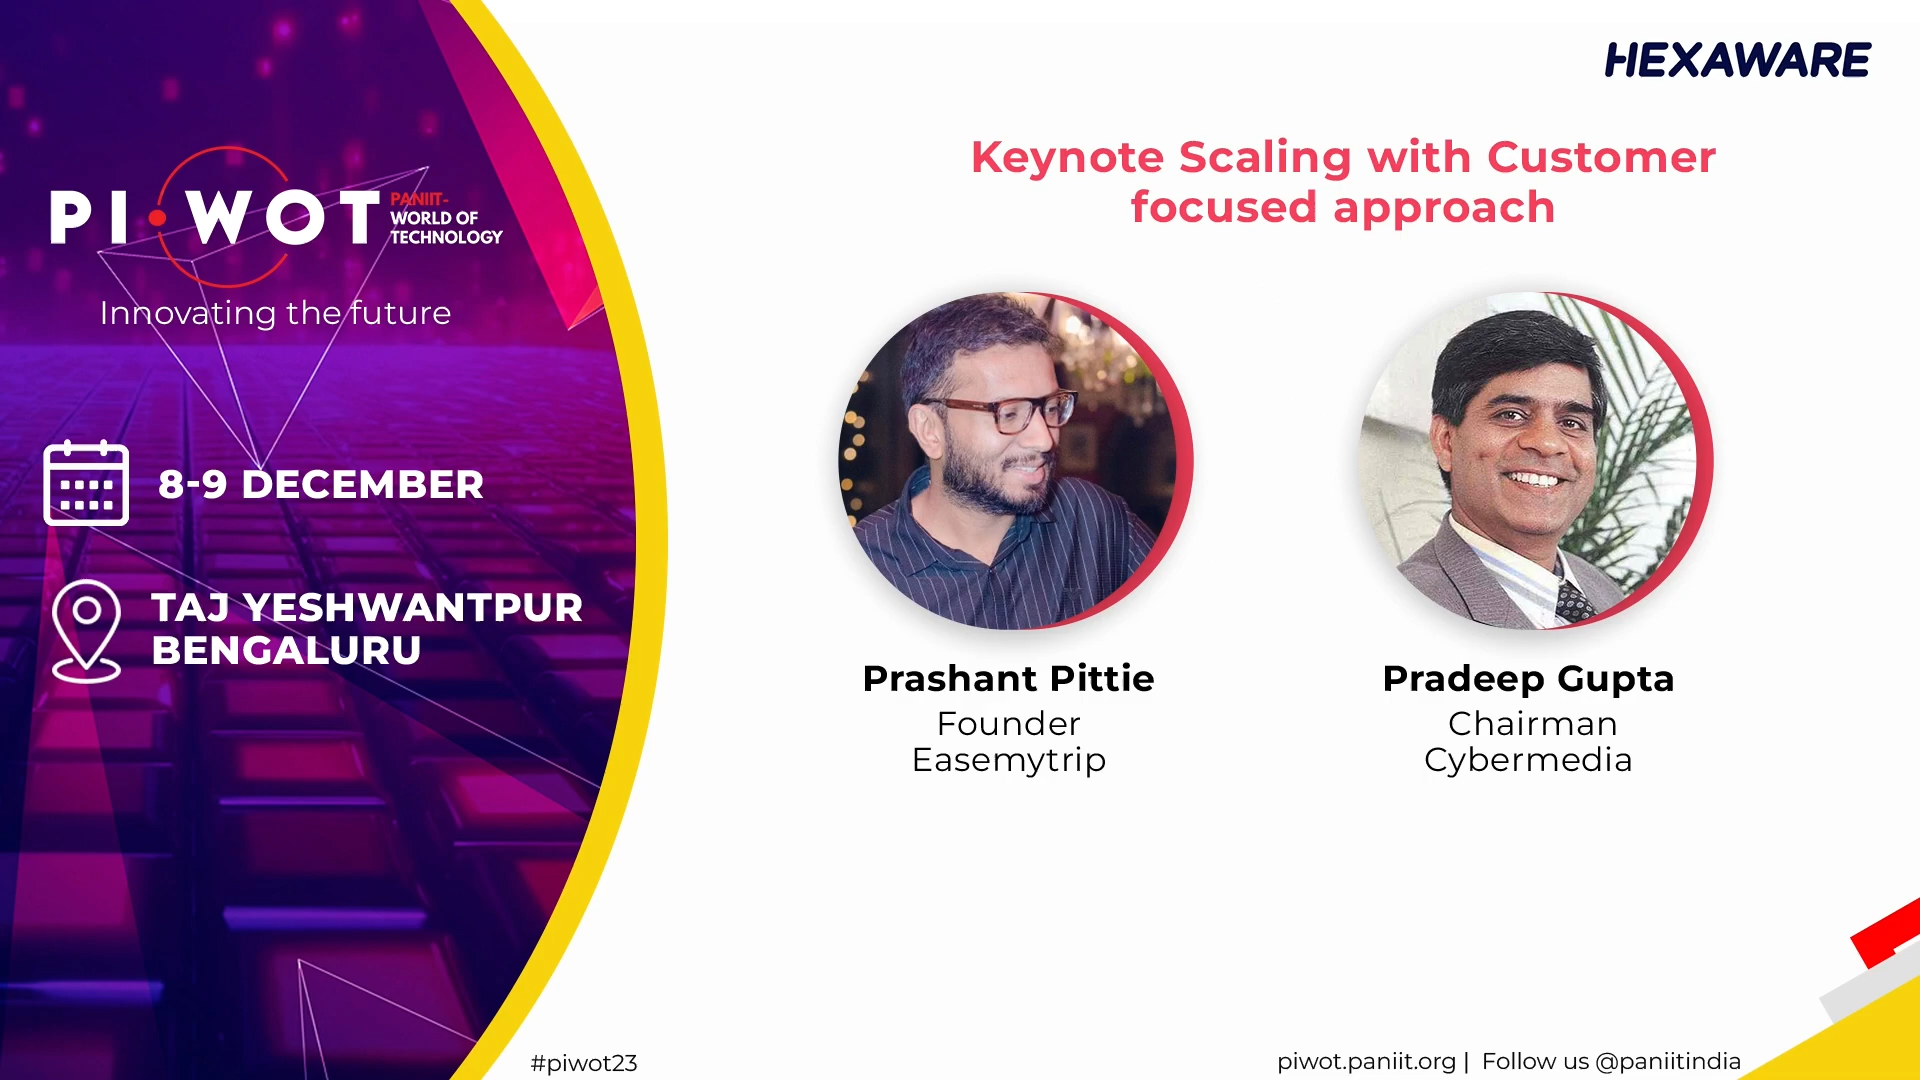 PI·WOT
PANIIT-
WORLD OF
TECHNOLOGY
Innovating the future
8-9 DECEMBER
TAJ YESHWANTPUR
BENGALURU
HEXAWARE
Keynote Scaling with Customer
focused approach
Prashant Pittie
Founder
Easemytrip
Pradeep Gupta
Chairman
Cybermedia
#piwot23
piwot.paniit.org | Follow us @paniitindia